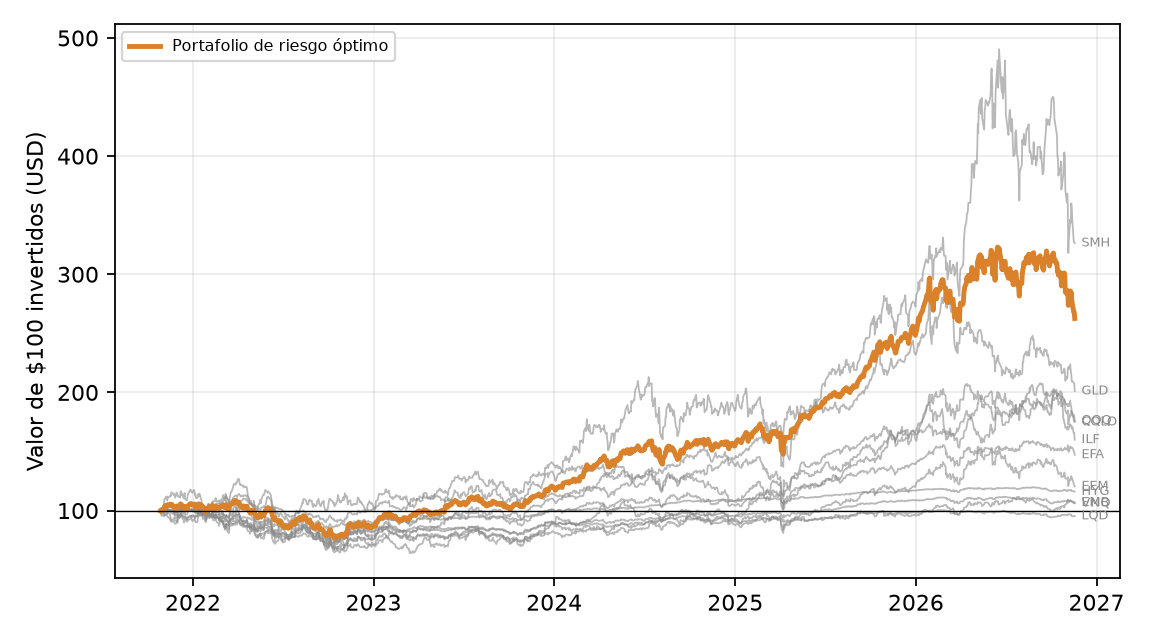 Portafolio de riesgo óptimo
Valor de $100 invertidos (USD)
500
400
300
200
100
SMH
GLD
ILF
EFA
EEM
HYG
LQD
2022
2023
2024
2025
2026
2027